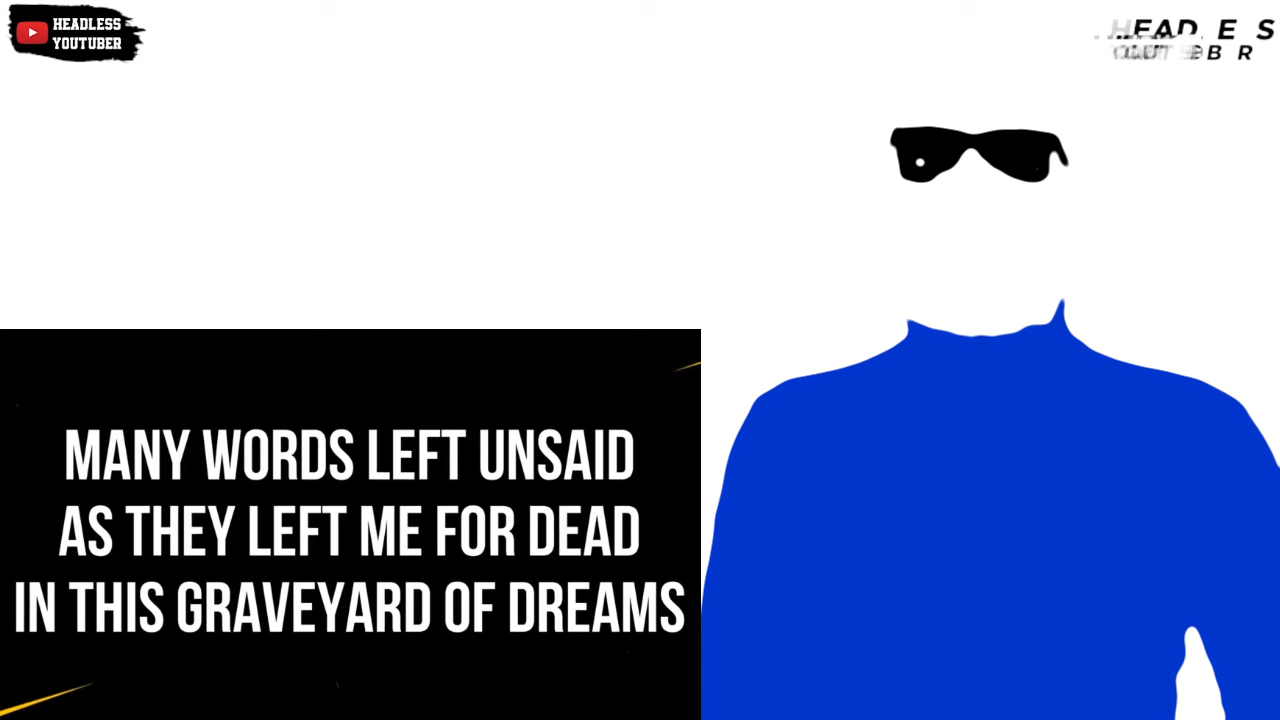 HEADLESS
YOUTUBER
MANY WORDS LEFT UNSAID
AS THEY LEFT ME FOR DEAD
IN THIS GRAVEYARD OF DREAMS